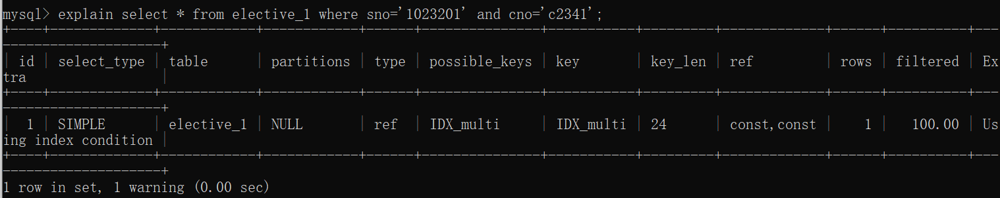 mysql> explain select * from elective_1 where sno='1023201' and cno='c2341';
+----+-------------+------------+------------+------+---------------+-----------+---------+-------------+------+----------+---
--------------------+
| id | select_type | table      | partitions | type | possible_keys | key       | key_len | ref         | rows | filtered | Ex
tra                 |
+----+-------------+------------+------------+------+---------------+-----------+---------+-------------+------+----------+---
--------------------+
|  1 | SIMPLE      | elective_1 | NULL       | ref  | IDX_multi     | IDX_multi | 24      | const,const |    1 |   100.00 | Us
ing index condition |
+----+-------------+------------+------------+------+---------------+-----------+---------+-------------+------+----------+---
--------------------+
1 row in set, 1 warning (0.00 sec)